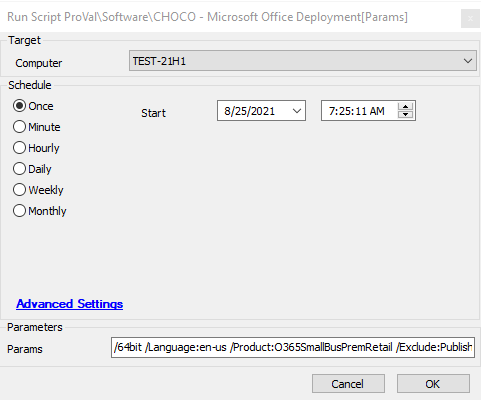 Run Script ProVal\Software\CHOCO - Microsoft Office Deployment[Params]
x
Target
Computer TEST-21H1
Schedule
Once Start 8/25/2021 7:25:11 AM
Minute
Hourly
Daily
Weekly
Monthly
Advanced Settings
Parameters
Params /64bit /Language:en-us /Product:O365SmallBusPremRetail /Exclude:Publish
Cancel OK